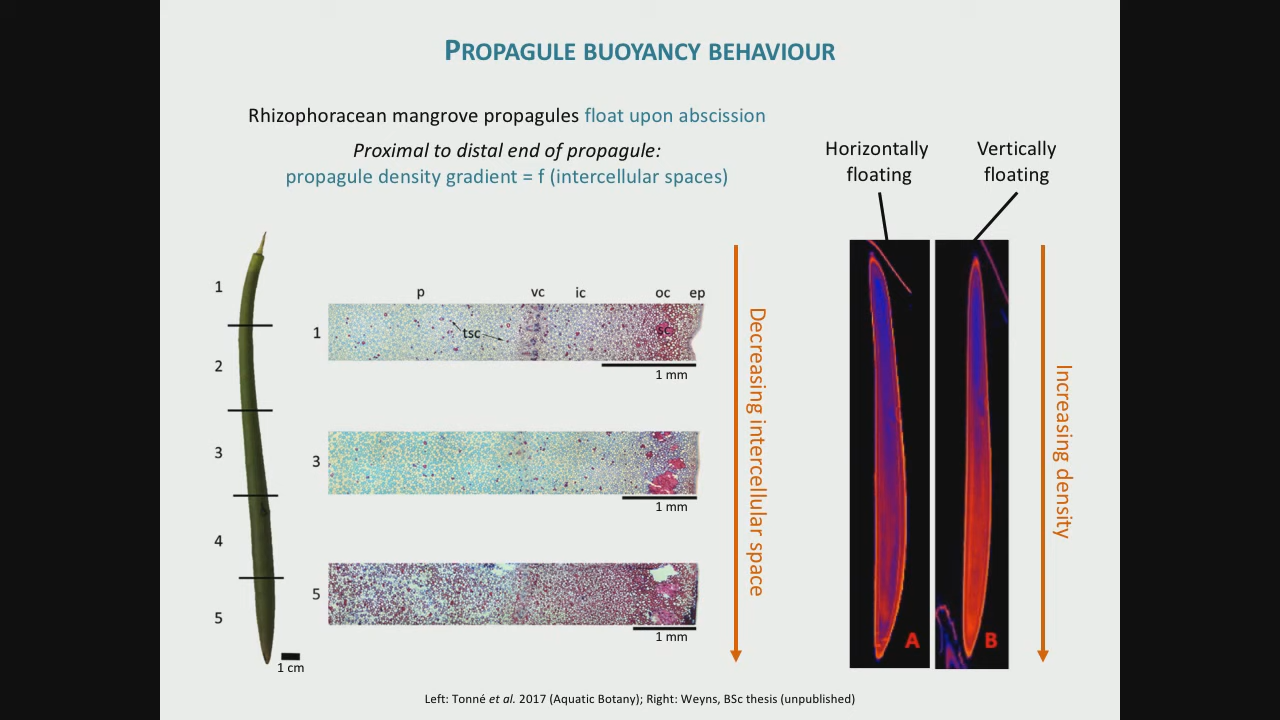 PROPAGULE BUOYANCY BEHAVIOUR
Rhizophoracean mangrove propagules float upon abscission
Proximal to distal end of propagule:
propagule density gradient = f (intercellular spaces)
Horizontally
floating
Vertically
floating
1
2
3
4
5
1 cm
p vc ic oc ep
1
tsc
sc
1 mm
3
1 mm
5
1 mm
Decreasing intercellular space
A
B
Increasing density
Left: Tonné et al. 2017 (Aquatic Botany); Right: Weyns, BSc thesis (unpublished)